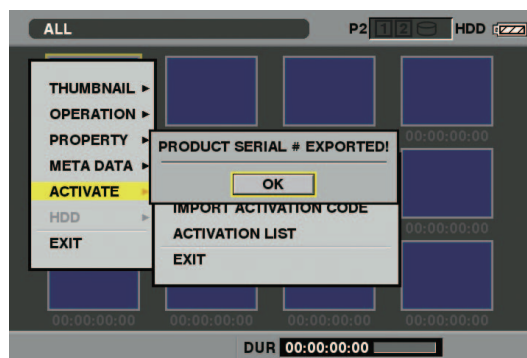 ALL P2 1 2 HDD
THUMBNAIL
OPERATION
PROPERTY
META DATA
ACTIVATE
HDD
EXIT
PRODUCT SERIAL # EXPORTED!
OK
IMPORT ACTIVATION CODE
ACTIVATION LIST
EXIT
00:00:00:00
00:00:00:00
00:00:00:00 00:00:00:00 00:00:00:00 00:00:00:00
DUR 00:00:00:00